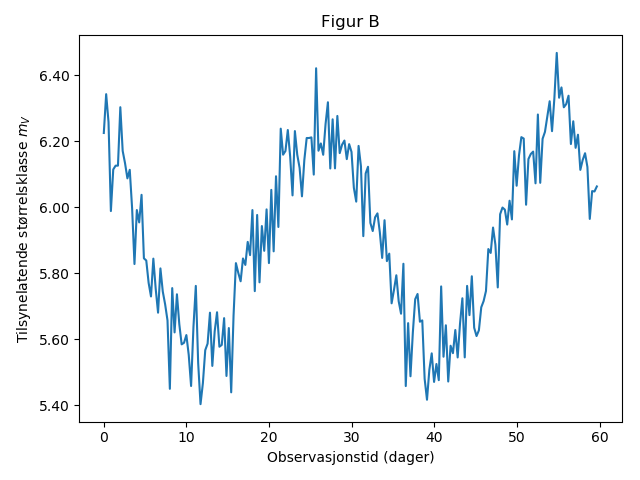 Figur B
Tilsynelatende størrelsklasse $m_V$
6.40
6.20
6.00
5.80
5.60
5.40
0 10 20 30 40 50 60
Observasjonstid (dager)